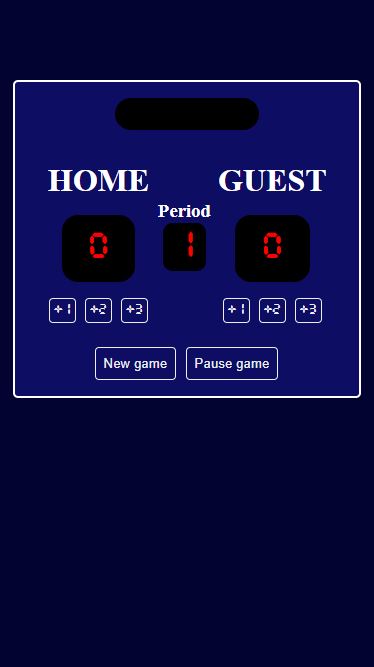 HOME GUEST
Period
0 1 0
+1 +2 +3 +1 +2 +3
New game Pause game